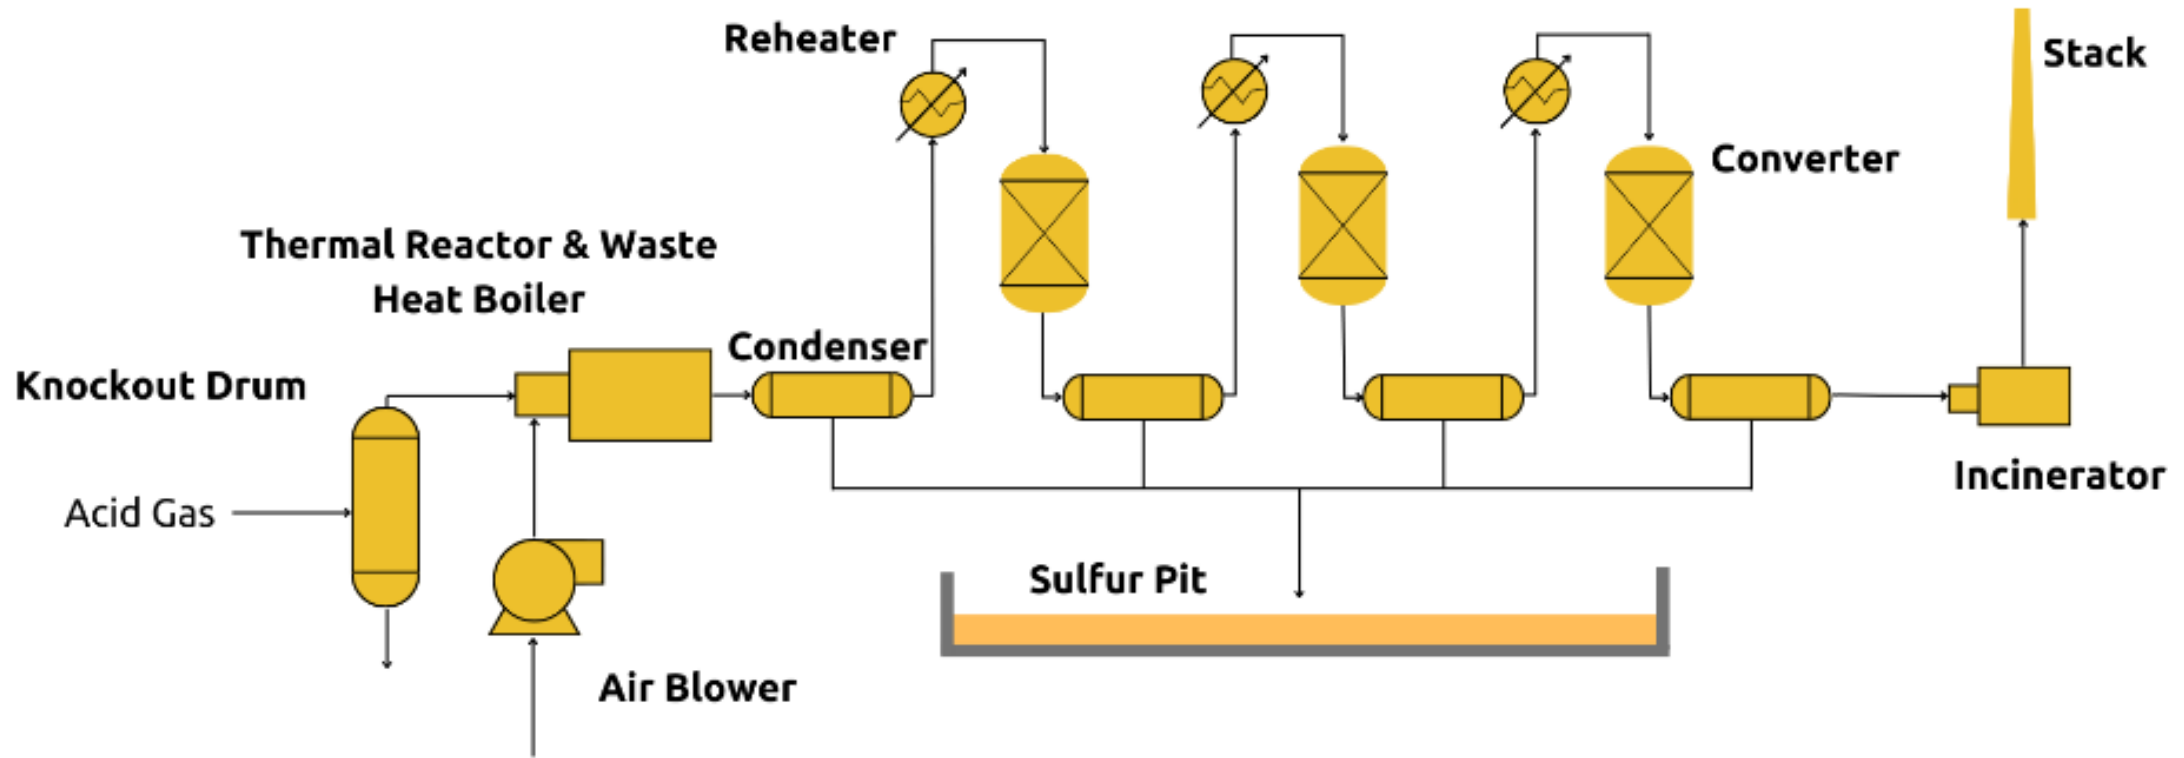 Reheater
Stack
Converter
Thermal Reactor & Waste
Heat Boiler
Condenser
Knockout Drum
Incinerator
Acid Gas
Sulfur Pit
Air Blower